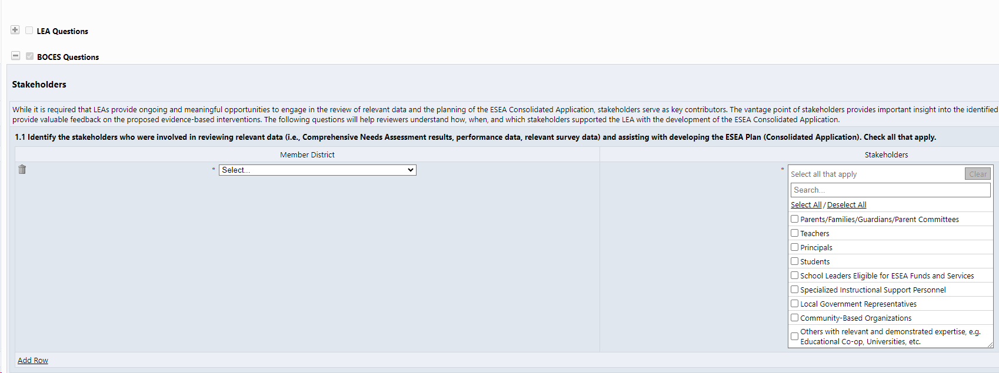 LEA Questions
BOCES Questions
Stakeholders
While it is required that LEAs provide ongoing and meaningful opportunities to engage in the review of relevant data and the planning of the ESEA Consolidated Application, stakeholders serve as key contributors. The vantage point of stakeholders provides important insight into the identified
provide valuable feedback on the proposed evidence-based interventions. The following questions will help reviewers understand how, when, and which stakeholders supported the LEA with the development of the ESEA Consolidated Application.
1.1 Identify the stakeholders who were involved in reviewing relevant data (i.e., Comprehensive Needs Assessment results, performance data, relevant survey data) and assisting with developing the ESEA Plan (Consolidated Application). Check all that apply.
Member District
Stakeholders
* Select...
* Select all that apply
Clear
Search...
Select All / Deselect All
Parents/Families/Guardians/Parent Committees
Teachers
Principals
Students
School Leaders Eligible for ESEA Funds and Services
Specialized Instructional Support Personnel
Local Government Representatives
Community-Based Organizations
Others with relevant and demonstrated expertise, e.g.
Educational Co-op, Universities, etc.
Add Row